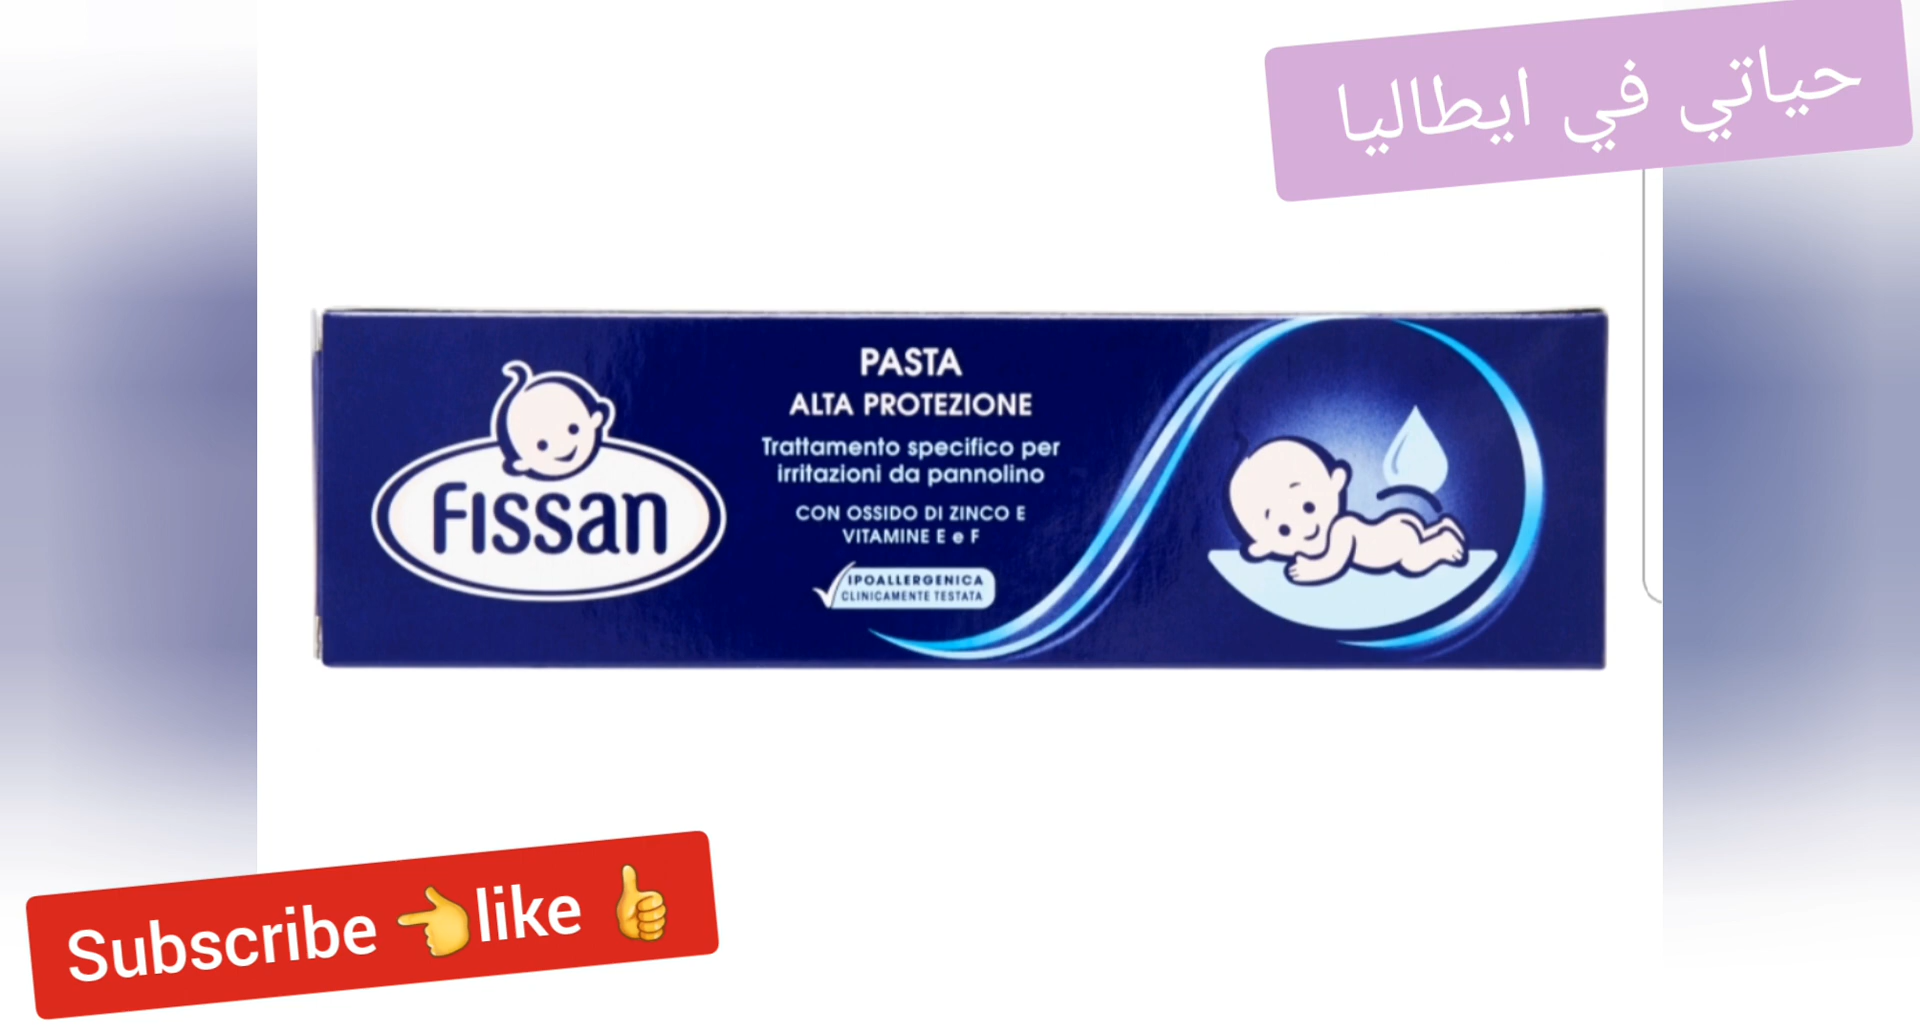 حياتي في ايطاليا
Fissan
PASTA
ALTA PROTEZIONE
Trattamento specifico per
irritazioni da pannolino
CON OSSIDO DI ZINCO E
VITAMINE E e F
IPOALLERGENICA
CLINICAMENTE TESTATA
Subscribe 👈like 👍